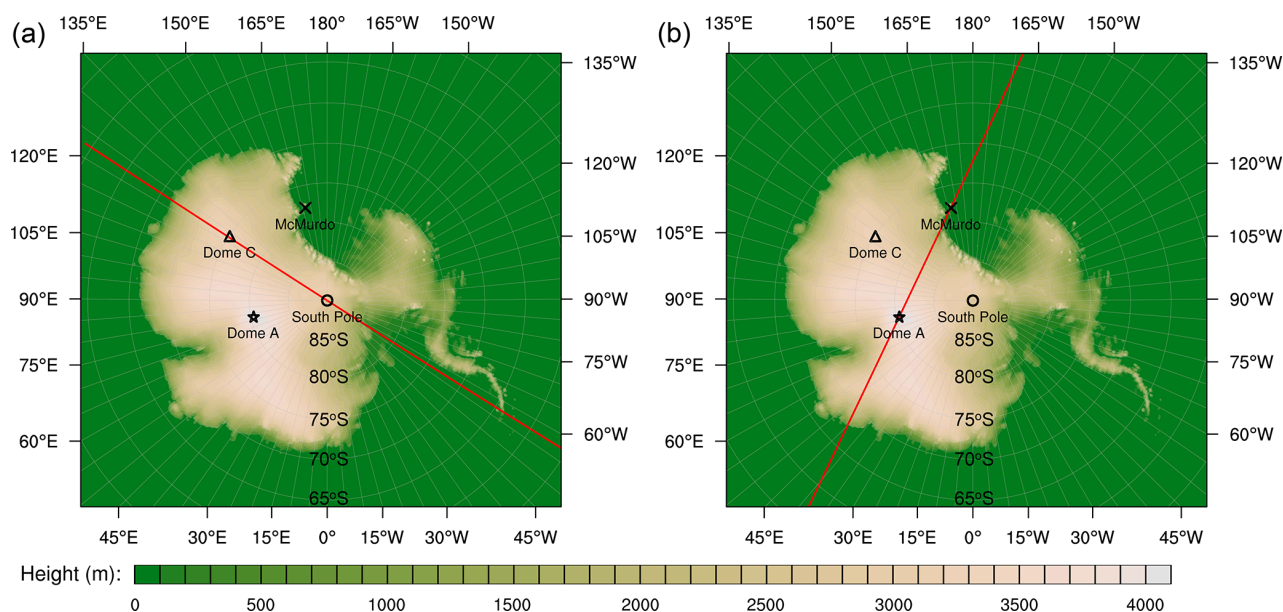 (a)
135°E 150°E 165°E 180° 165°W 150°W
135°W
120°E 120°W
105°E 105°W
90°E 90°W
75°E 75°W
60°E 60°W
McMurdo
Dome C
South Pole
Dome A
85°S
80°S
75°S
70°S
65°S
45°E 30°E 15°E 0° 15°W 30°W 45°W
(b)
135°E 150°E 165°E 180° 165°W 150°W
135°W
120°E 120°W
105°E 105°W
90°E 90°W
75°E 75°W
60°E 60°W
McMurdo
Dome C
South Pole
Dome A
85°S
80°S
75°S
70°S
65°S
45°E 30°E 15°E 0° 15°W 30°W 45°W
Height (m):
0 500 1000 1500 2000 2500 3000 3500 4000